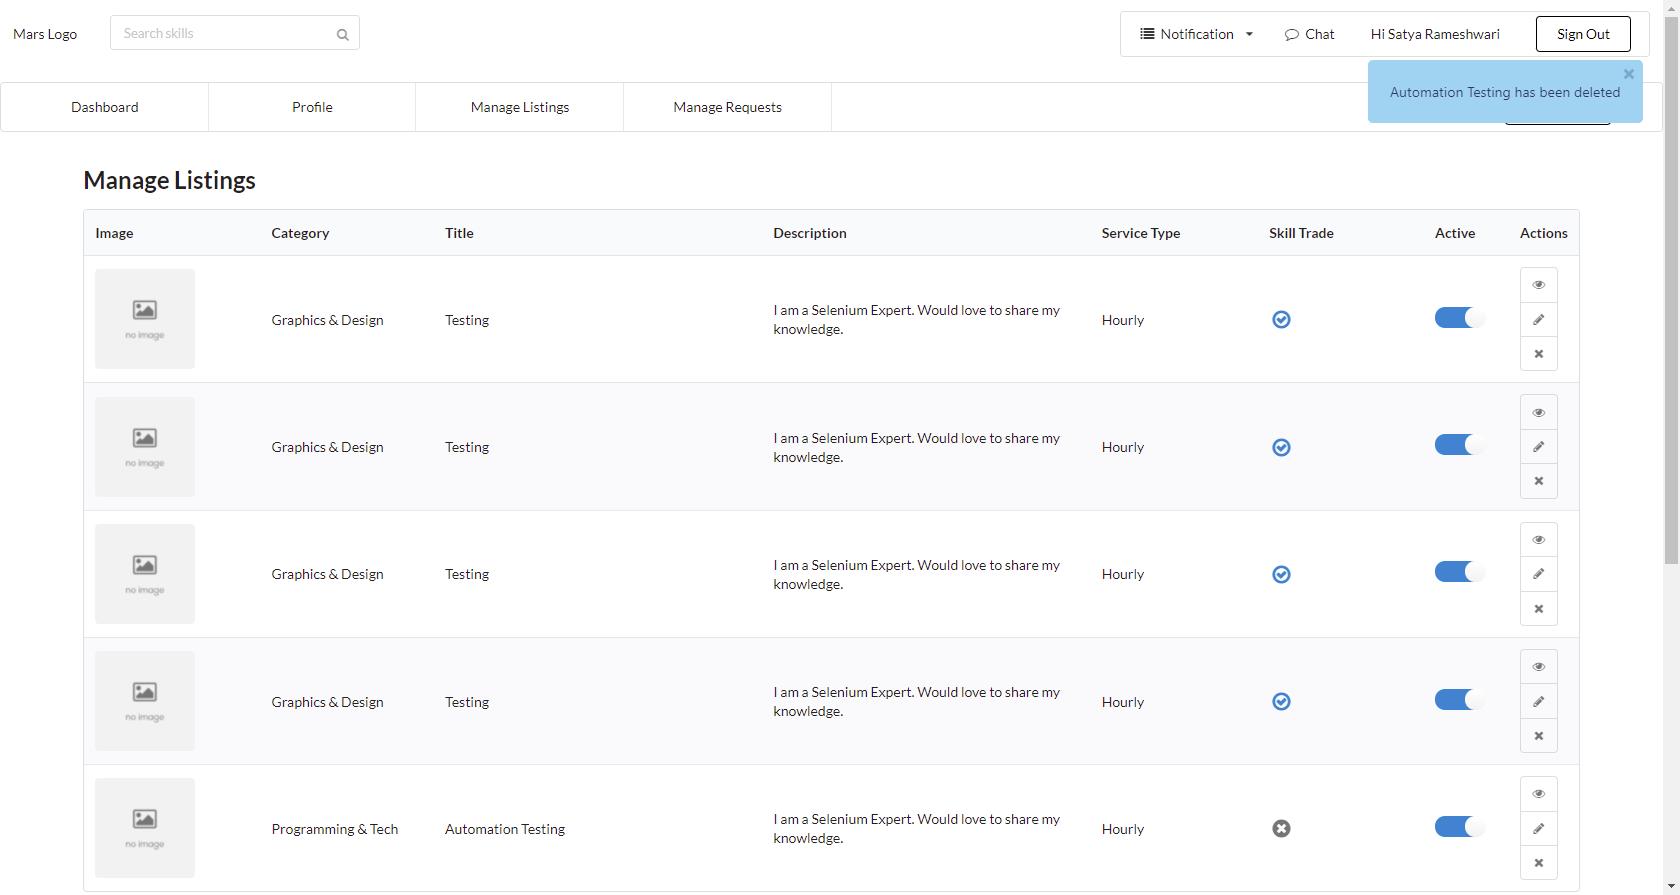 Mars Logo
Search skills
Notification
Chat
Hi Satya Rameshwari
Sign Out
Automation Testing has been deleted
Dashboard
Profile
Manage Listings
Manage Requests
Manage Listings
Image
Category
Title
Description
Service Type
Skill Trade
Active
Actions
no image
Graphics & Design
Testing
I am a Selenium Expert. Would love to share my
knowledge.
Hourly
no image
Graphics & Design
Testing
I am a Selenium Expert. Would love to share my
knowledge.
Hourly
no image
Graphics & Design
Testing
I am a Selenium Expert. Would love to share my
knowledge.
Hourly
no image
Graphics & Design
Testing
I am a Selenium Expert. Would love to share my
knowledge.
Hourly
no image
Programming & Tech
Automation Testing
I am a Selenium Expert. Would love to share my
knowledge.
Hourly